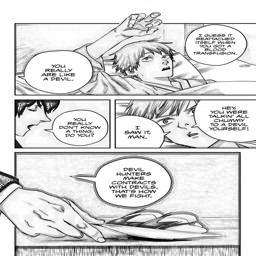 YOU
REALLY
ARE LIKE
A DEVIL.
I GUESS IT
REATTACHED
ITSELF WHEN
YOU GOT A
BLOOD
TRANSFUSION.
YOU
REALLY
DON'T KNOW
A THING,
DO YOU?
I
SAW IT,
MAN.
HEY,
YOU WERE
TALKIN' ALL
CHUMMY
TO A DEVIL
YOURSELF!
DEVIL
HUNTERS
MAKE
CONTRACTS
WITH DEVILS.
THAT'S HOW
WE FIGHT.